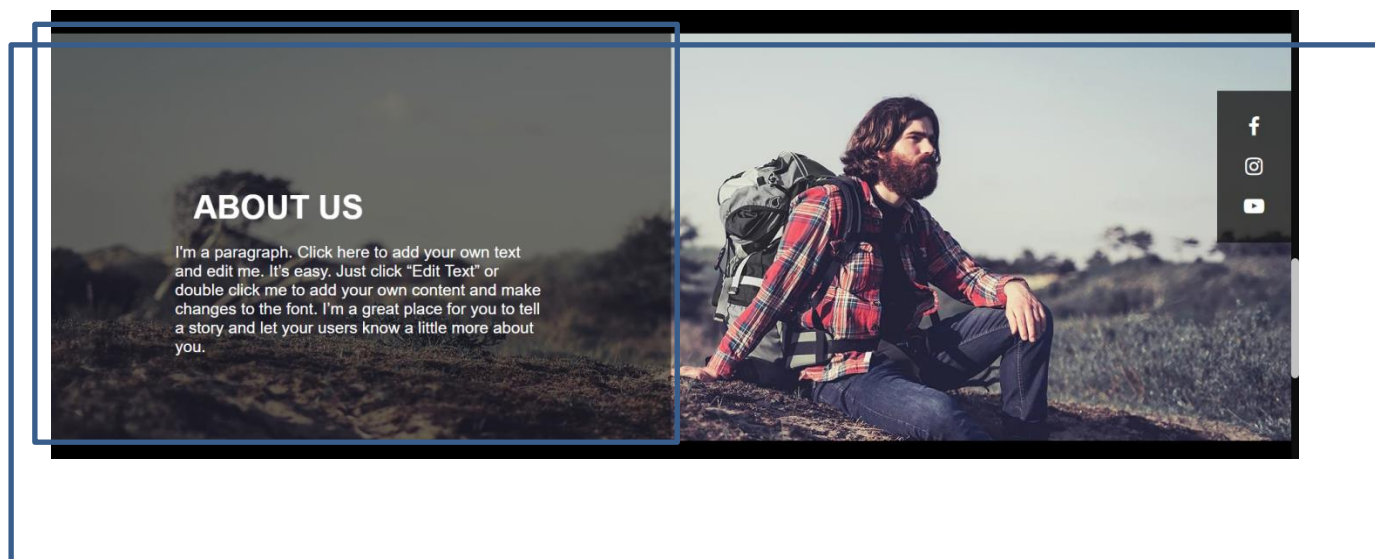 ABOUT US
I'm a paragraph. Click here to add your own text
and edit me. It's easy. Just click “Edit Text” or
double click me to add your own content and make
changes to the font. I'm a great place for you to tell
a story and let your users know a little more about
you.